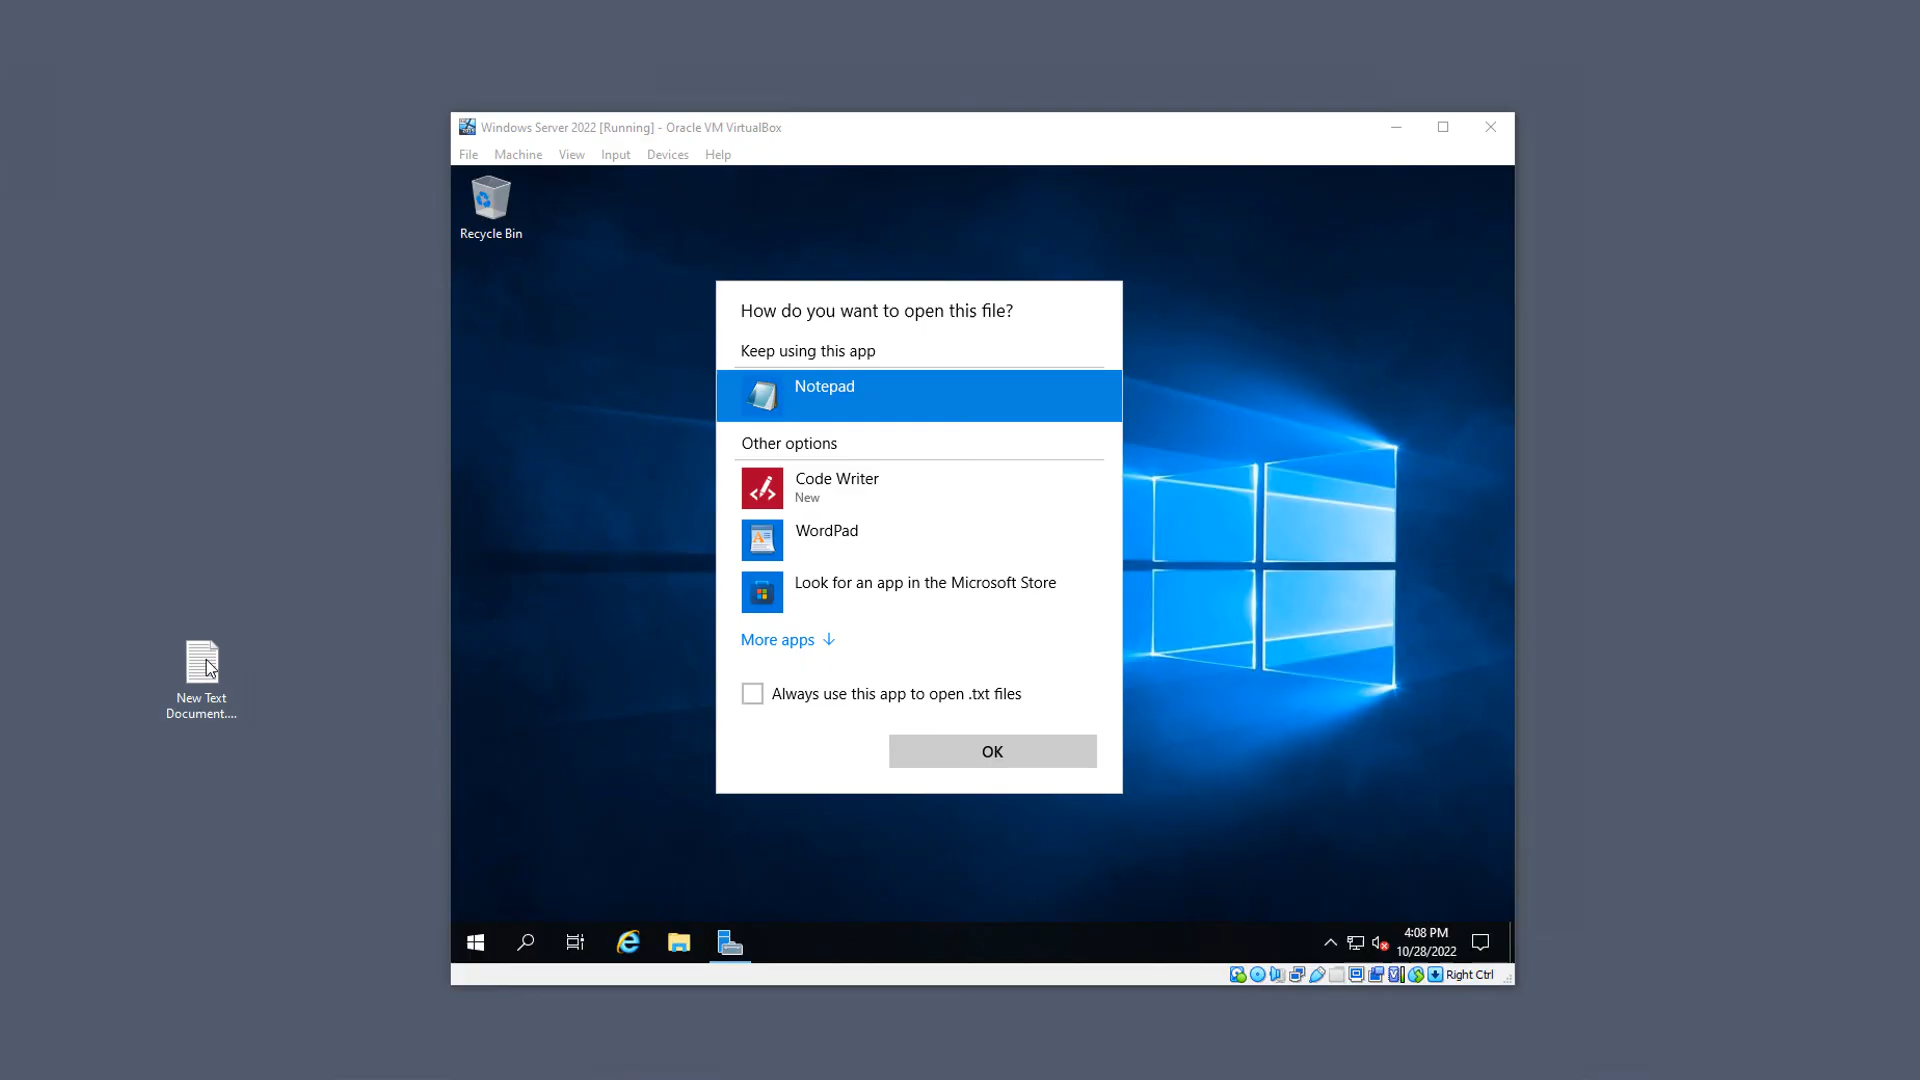 Windows Server 2022 [Running] - Oracle VM VirtualBox
File Machine View Input Devices Help
Recycle Bin
How do you want to open this file?
Keep using this app
Notepad
Other options
Code Writer
New
WordPad
Look for an app in the Microsoft Store
More apps
Always use this app to open .txt files
OK
New Text
Document....
4:08 PM
10/28/2022
Right Ctrl